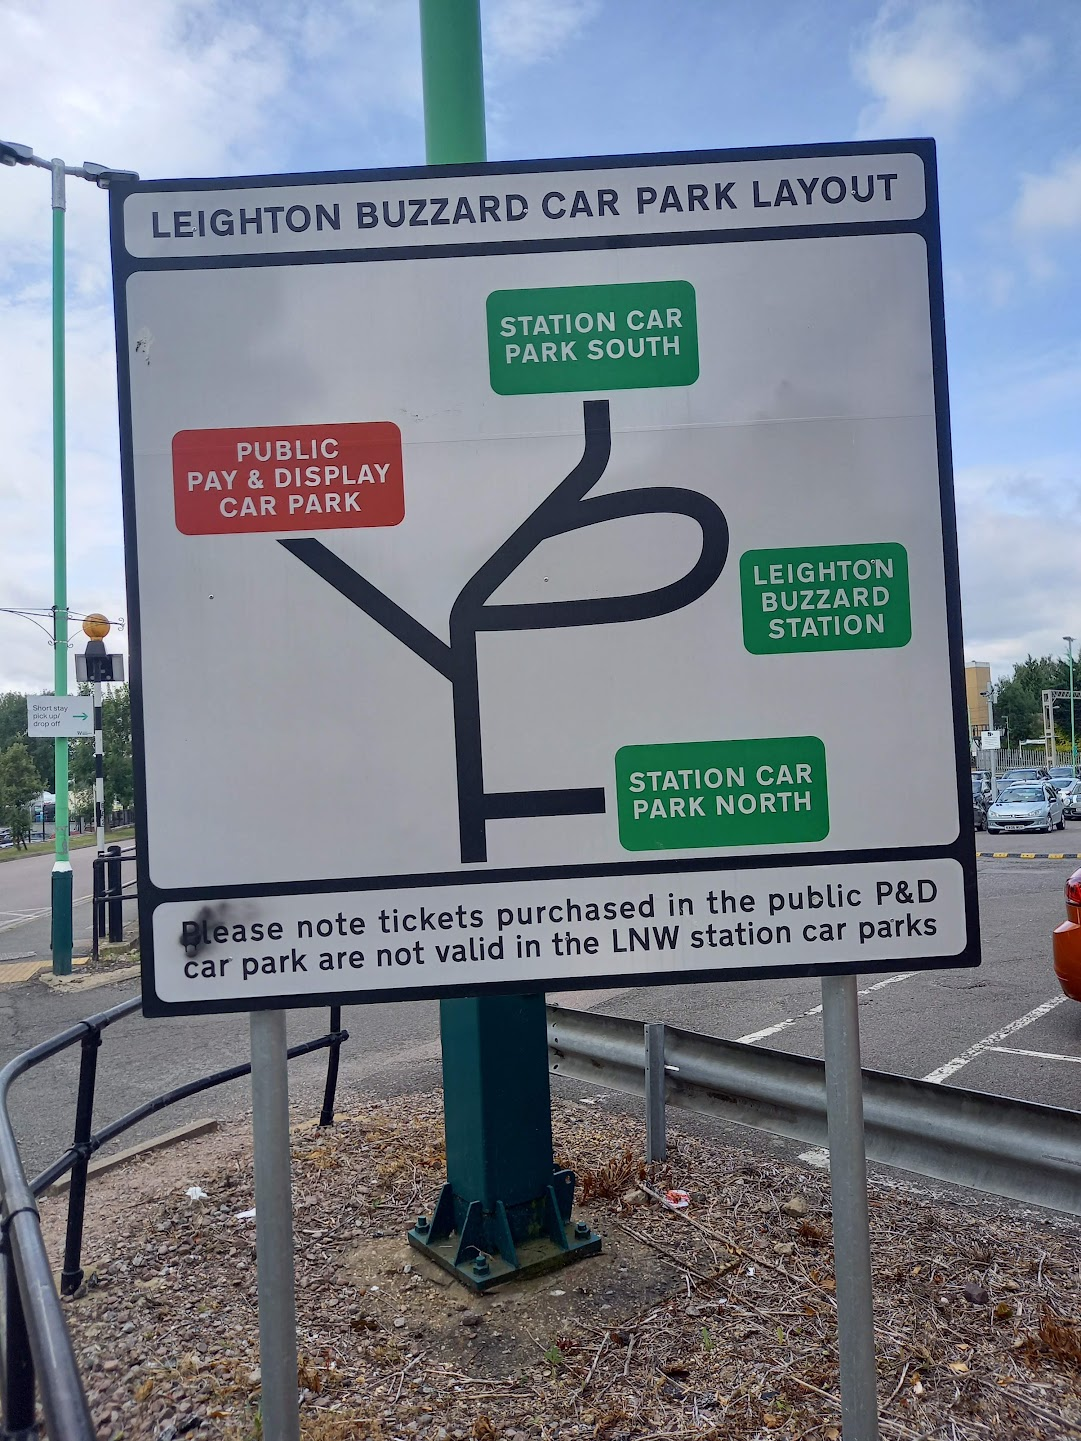 LEIGHTON BUZZARD CAR PARK LAYOUT
STATION CAR
PARK SOUTH
PUBLIC
PAY & DISPLAY
CAR PARK
LEIGHTON
BUZZARD
STATION
STATION CAR
PARK NORTH
Please note tickets purchased in the public P&D
car park are not valid in the LNW station car parks
Short stay
pick up/
drop off